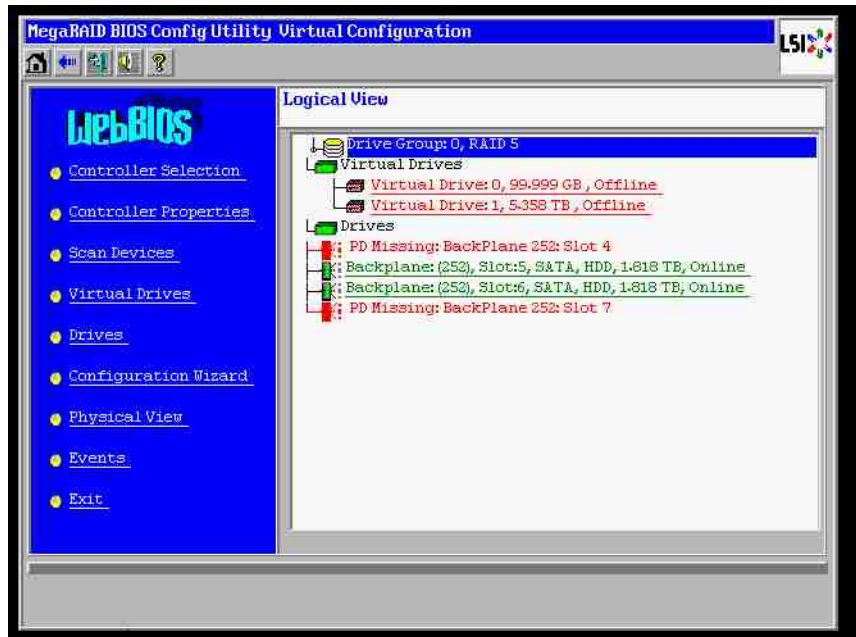 MegaRAID BIOS Config Utility Virtual Configuration
LSI
?
WebBIOS
Controller Selection
Controller Properties
Scan Devices
Virtual Drives
Drives
Configuration Wizard
Physical View
Events
Exit
Logical View
Drive Group: 0, RAID 5
Virtual Drives
Virtual Drive: 0, 99.999 GB , Offline
Virtual Drive: 1, 5.358 TB , Offline
Drives
PD Missing: BackPlane 252: Slot 4
Backplane: (252), Slot:5, SATA, HDD, 1.818 TB, Online
Backplane: (252), Slot:6, SATA, HDD, 1.818 TB, Online
PD Missing: BackPlane 252: Slot 7